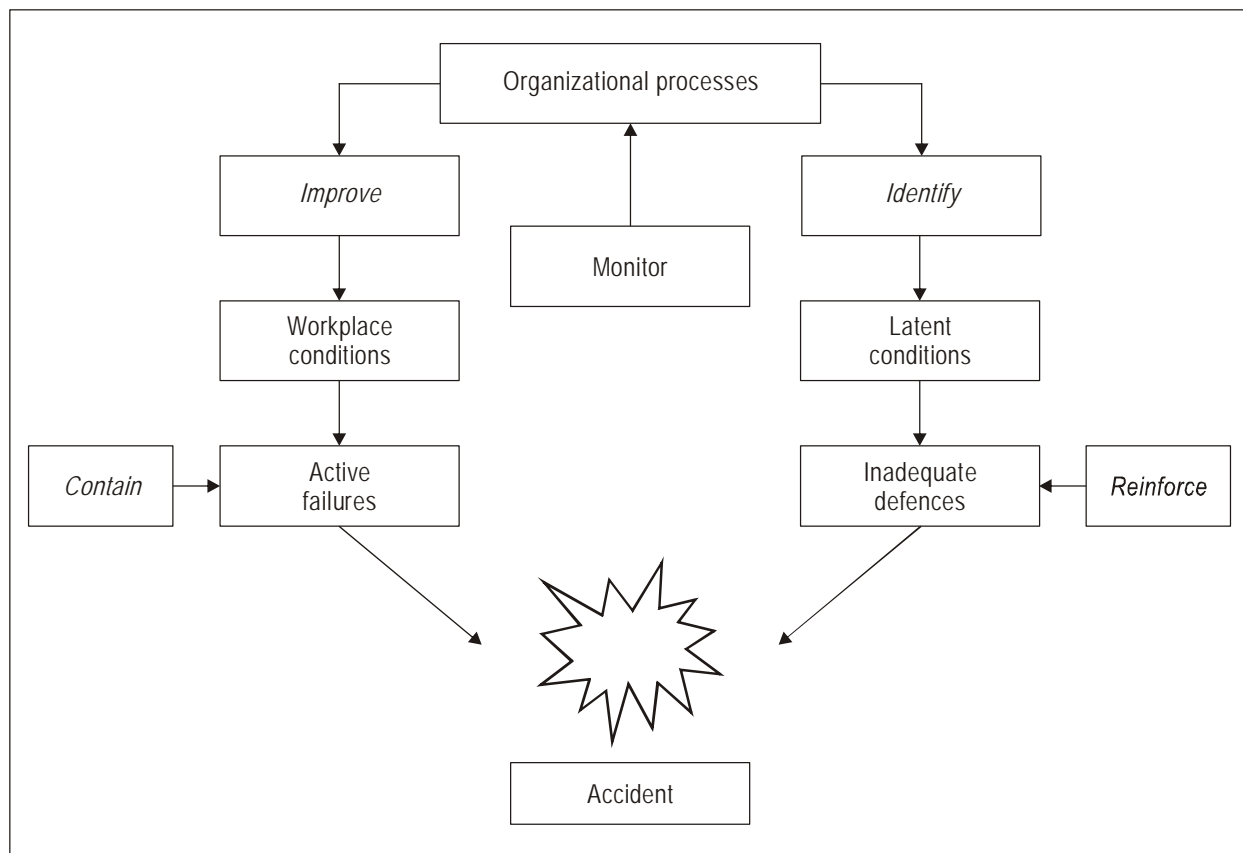 Organizational processes
Improve
Identify
Monitor
Workplace
conditions
Latent
conditions
Contain
Active
failures
Inadequate
defences
Reinforce
Accident